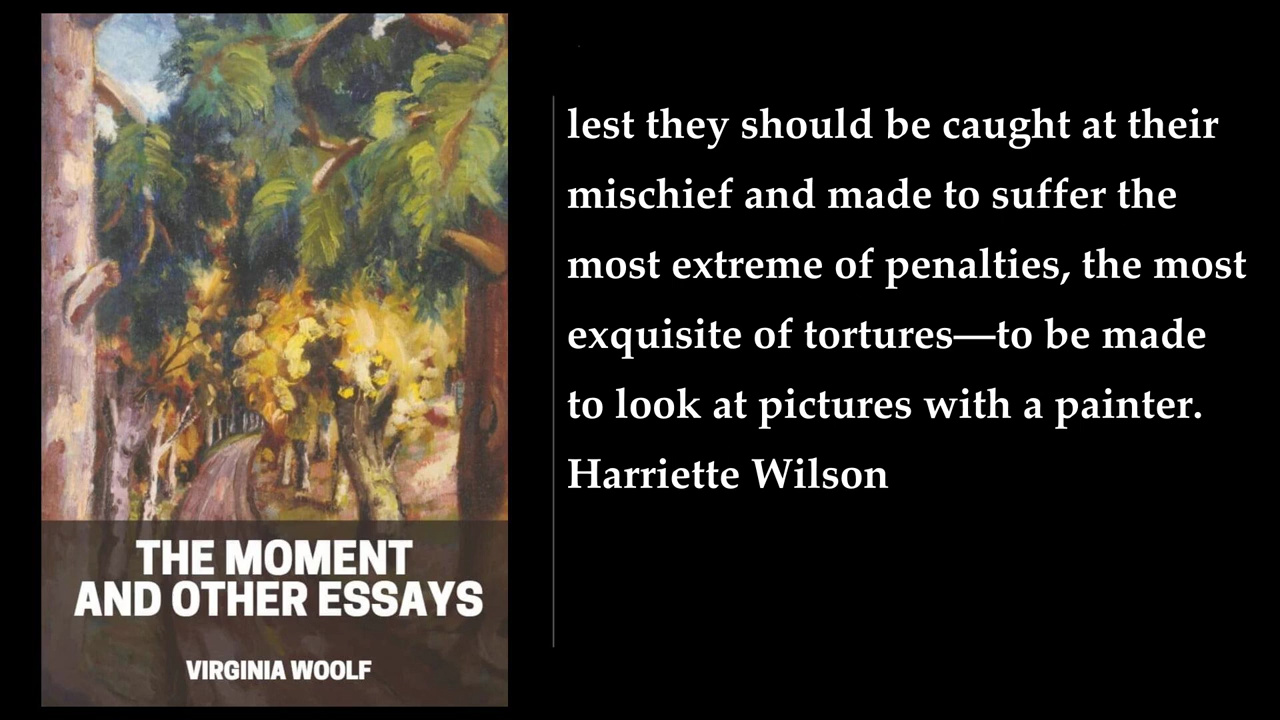 lest they should be caught at their
mischief and made to suffer the
most extreme of penalties, the most
exquisite of tortures—to be made
to look at pictures with a painter.
Harriette Wilson
THE MOMENT
AND OTHER ESSAYS
VIRGINIA WOOLF